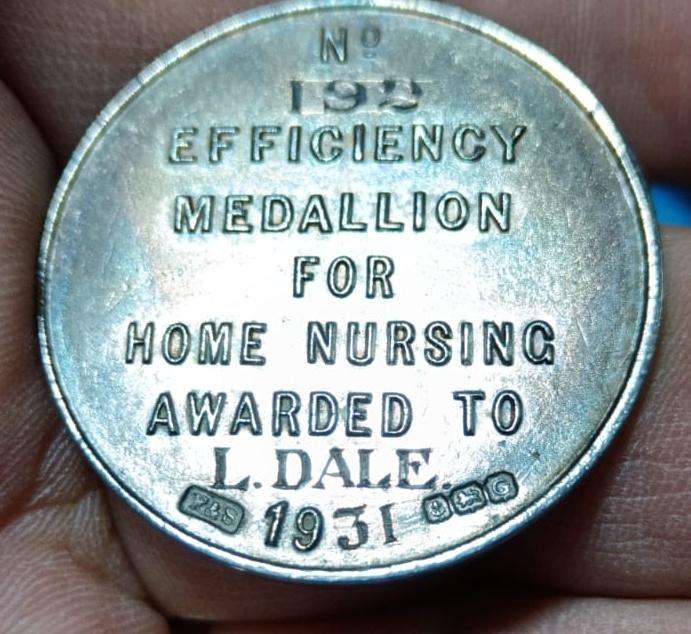 Nº
192
EFFICIENCY
MEDALLION
FOR
HOME NURSING
AWARDED TO
L. DALE.
1931
G